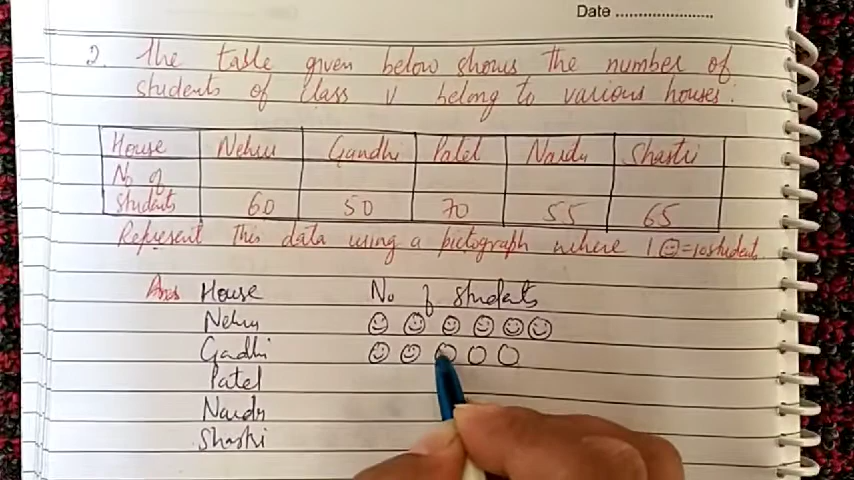 Date ......................
2. The table given below shows the number of
students of class V belong to various houses:
House Nehru Gandhi Patel Naidu Shastri
No. of
students 60 50 70 55 65
Represent this data using a pictograph where 1 ☺ = 10 students.
Ans House No of students
Nehru
Gandhi
Patel
Naidu
Shastri